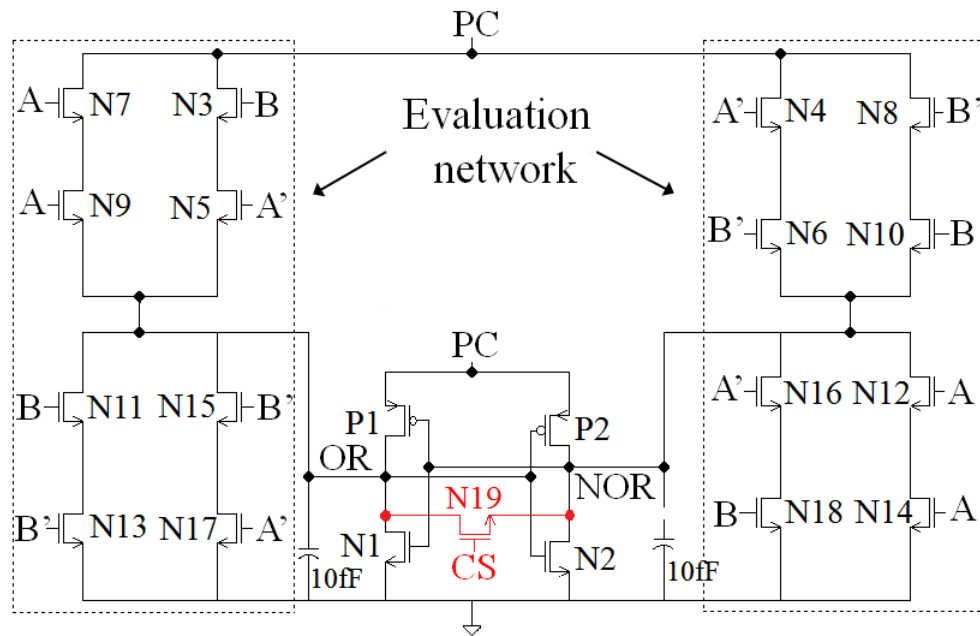 PC
A N7 N3 B
Evaluation
network
A' N4 N8 B'
A N9 N5 A'
B' N6 N10 B
PC
B N11 N15 B'
P1 P2
A' N16 N12 A
OR
N19
NOR
B' N13 N17 A'
N1
CS
N2
B N18 N14 A
10fF
10fF